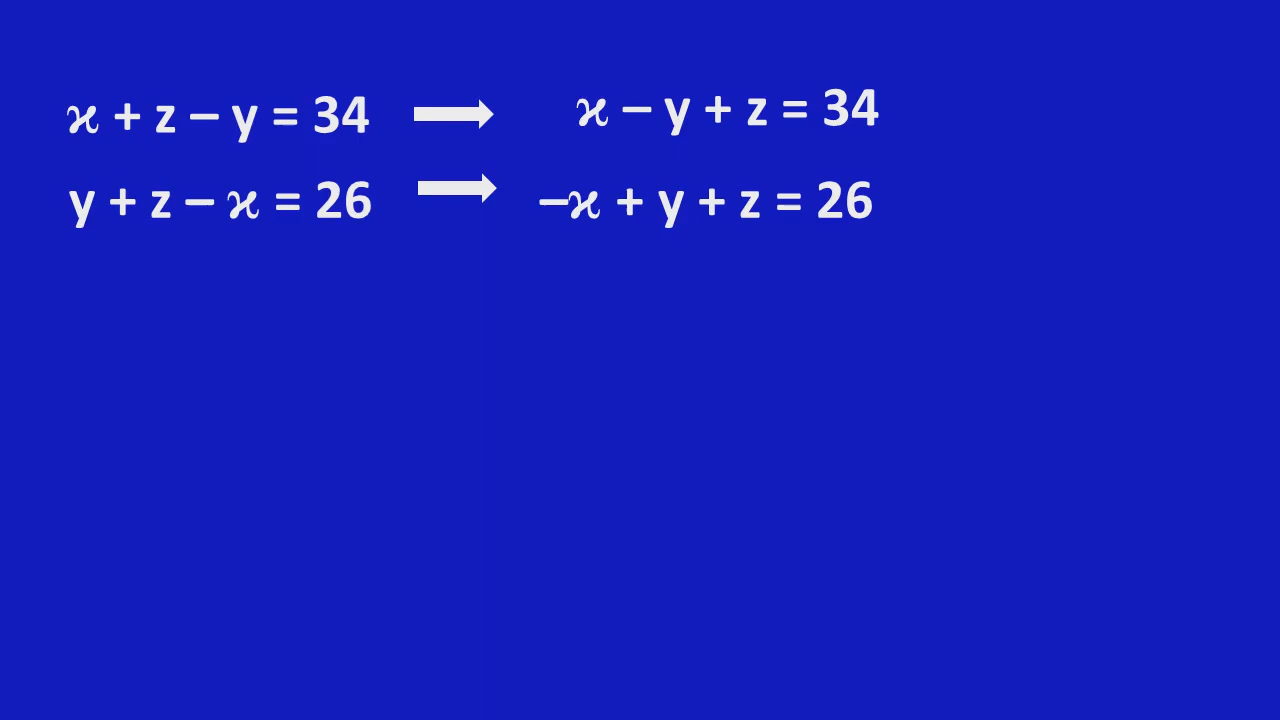 ϰ + z – y = 34 ➡ ϰ – y + z = 34
y + z – ϰ = 26 ➡ –ϰ + y + z = 26